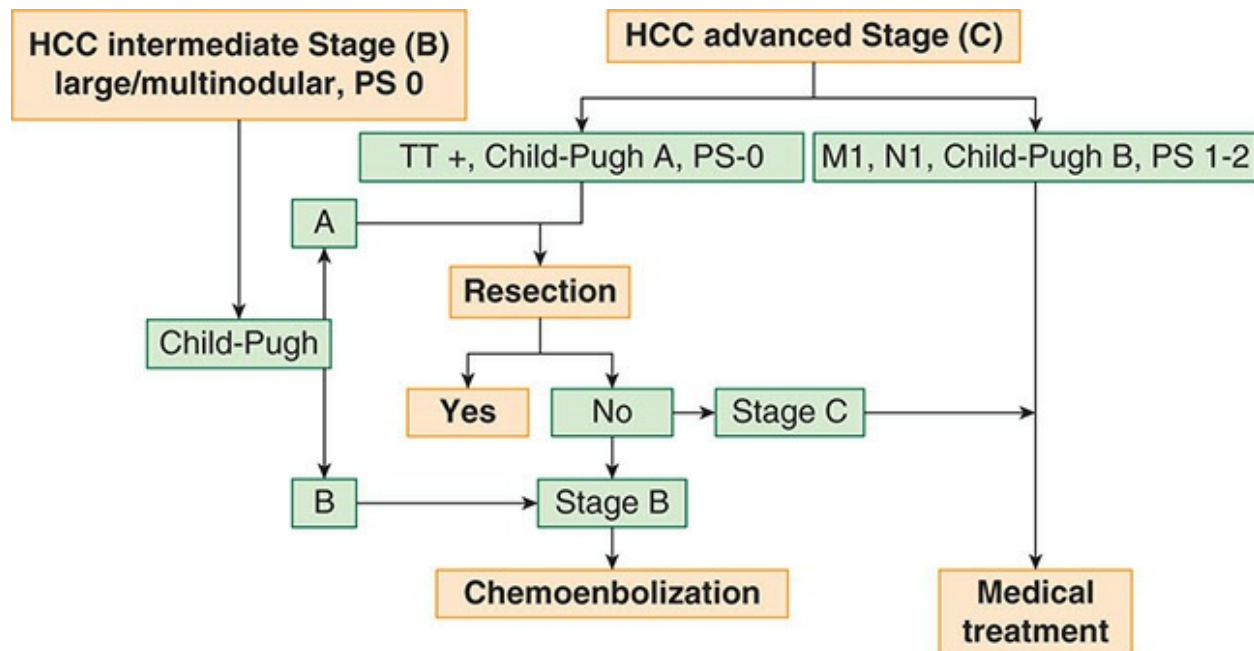 HCC intermediate Stage (B)
large/multinodular, PS 0
HCC advanced Stage (C)
TT +, Child-Pugh A, PS-0
M1, N1, Child-Pugh B, PS 1-2
A
Resection
Child-Pugh
Yes
No
Stage C
B
Stage B
Chemoenbolization
Medical
treatment